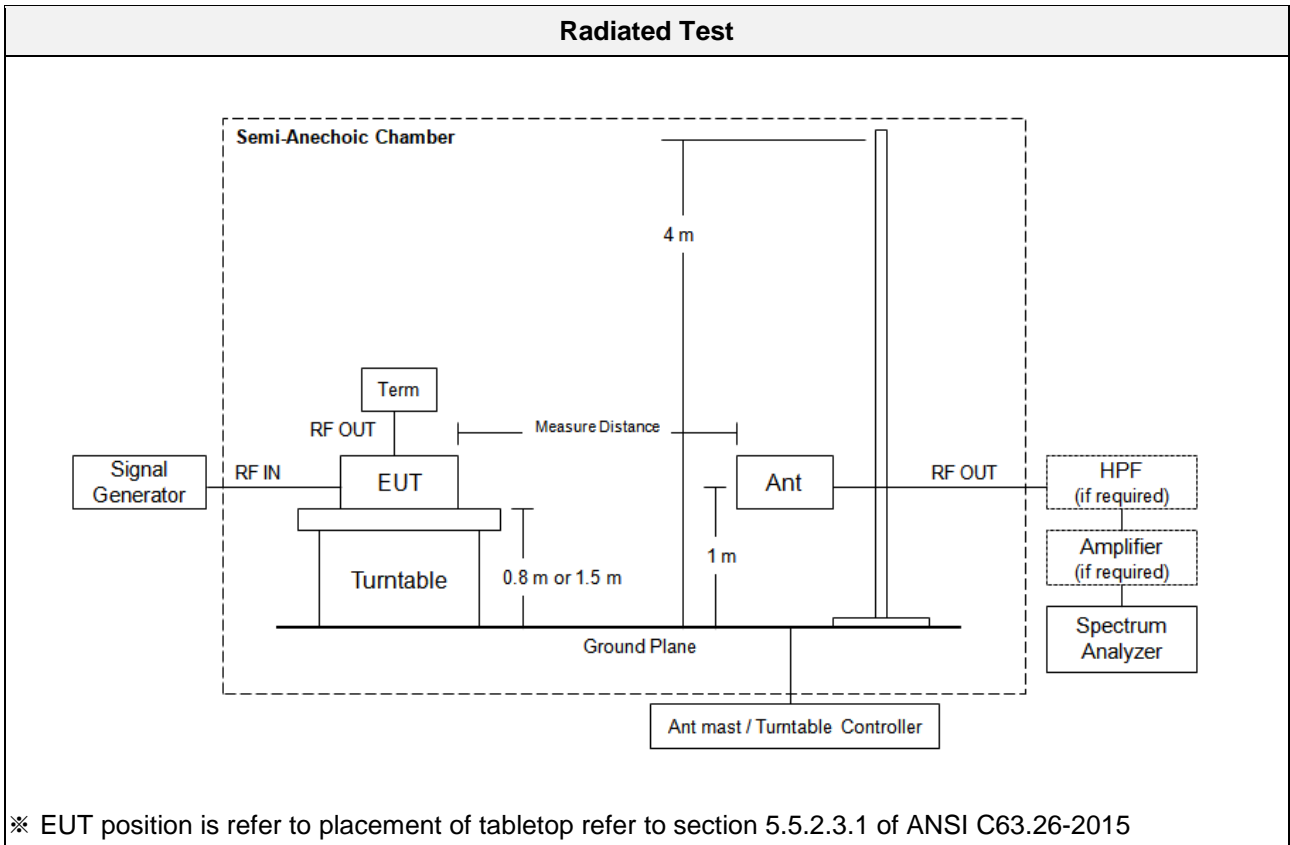 Radiated Test
Semi-Anechoic Chamber
4 m
Term
RF OUT
Measure Distance
Signal
Generator
RF IN
EUT
Ant
RF OUT
HPF
(if required)
Amplifier
(if required)
Spectrum
Analyzer
Turntable
0.8 m or 1.5 m
1 m
Ground Plane
Ant mast / Turntable Controller
※ EUT position is refer to placement of tabletop refer to section 5.5.2.3.1 of ANSI C63.26-2015